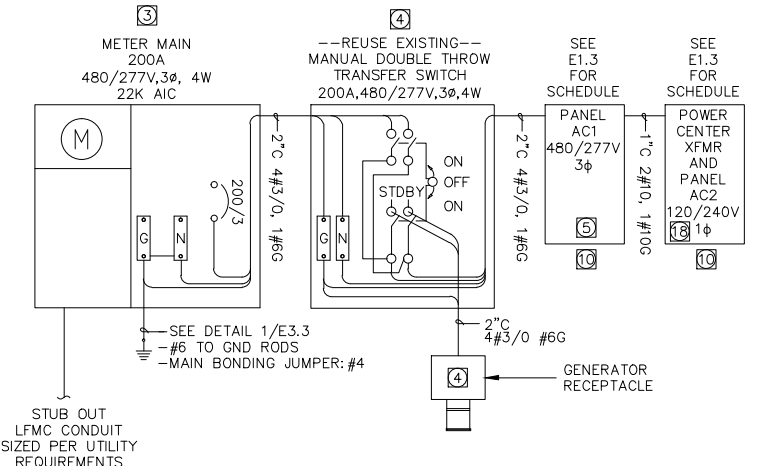 3
METER MAIN
200A
480/277V,3ø, 4W
22K AIC
M
200/3
G
N
2"C 4#3/0, 1#6G
SEE DETAIL 1/E3.3
-#6 TO GND RODS
-MAIN BONDING JUMPER: #4
STUB OUT
LFMC CONDUIT
SIZED PER UTILITY
REQUIREMENTS
4
--REUSE EXISTING--
MANUAL DOUBLE THROW
TRANSFER SWITCH
200A,480/277V,3ø,4W
ON
OFF
ON
STDBY
G
N
2"C 4#3/0, 1#6G
2"C
4#3/0 #6G
4
GENERATOR
RECEPTACLE
SEE
E1.3
FOR
SCHEDULE
PANEL
AC1
480/277V
3ϕ
5
10
1"C 2#10, 1#10G
SEE
E1.3
FOR
SCHEDULE
POWER
CENTER
XFMR
AND
PANEL
AC2
120/240V
18 1ϕ
10